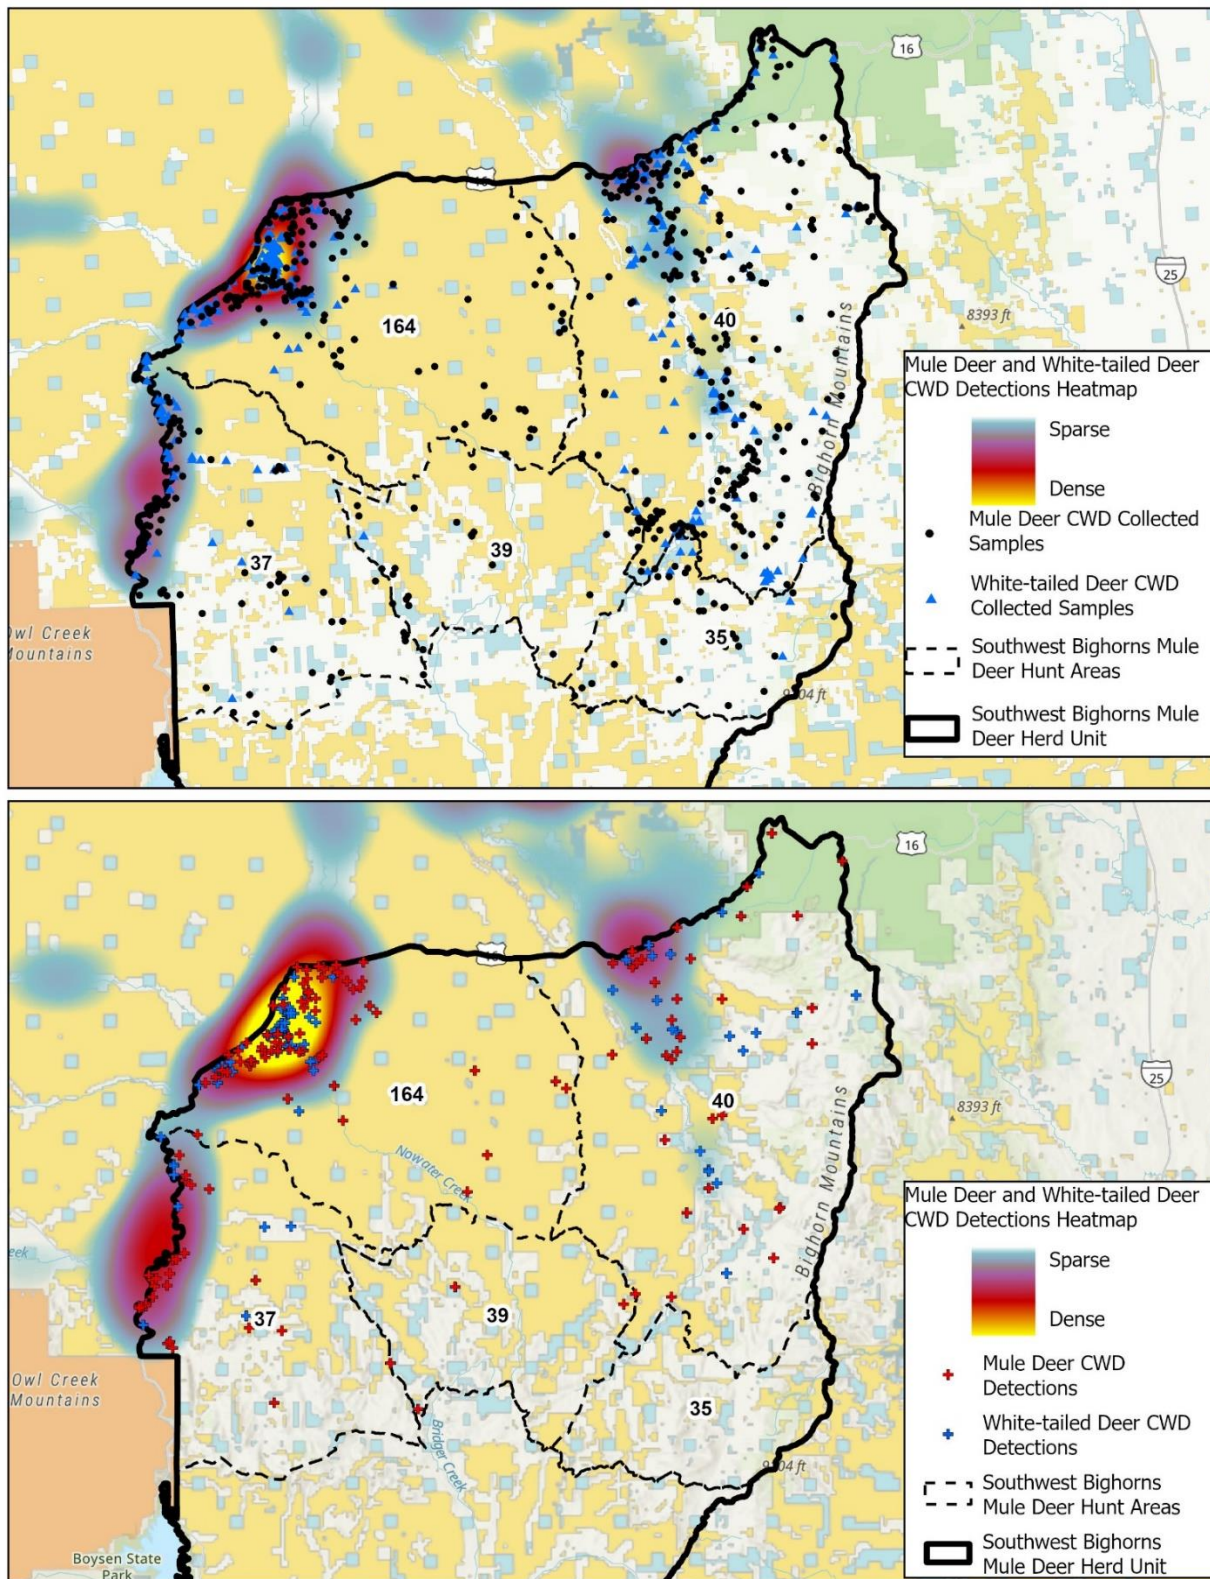 16
16
164
40
8393 ft
25
Bighorn Mountains
37
39
35
Owl Creek
Mountains
9204 ft
Mule Deer and White-tailed Deer
CWD Detections Heatmap
Sparse
Dense
Mule Deer CWD Collected
Samples
White-tailed Deer CWD
Collected Samples
Southwest Bighorns Mule
Deer Hunt Areas
Southwest Bighorns Mule
Deer Herd Unit
16
16
164
40
8393 ft
25
Nowater Creek
Bighorn Mountains
eek
37
39
35
Owl Creek
Mountains
Bridger Creek
Boysen State
Park
Mule Deer and White-tailed Deer
CWD Detections Heatmap
Sparse
Dense
Mule Deer CWD
Detections
White-tailed Deer CWD
Detections
Southwest Bighorns
Mule Deer Hunt Areas
Southwest Bighorns
Mule Deer Herd Unit